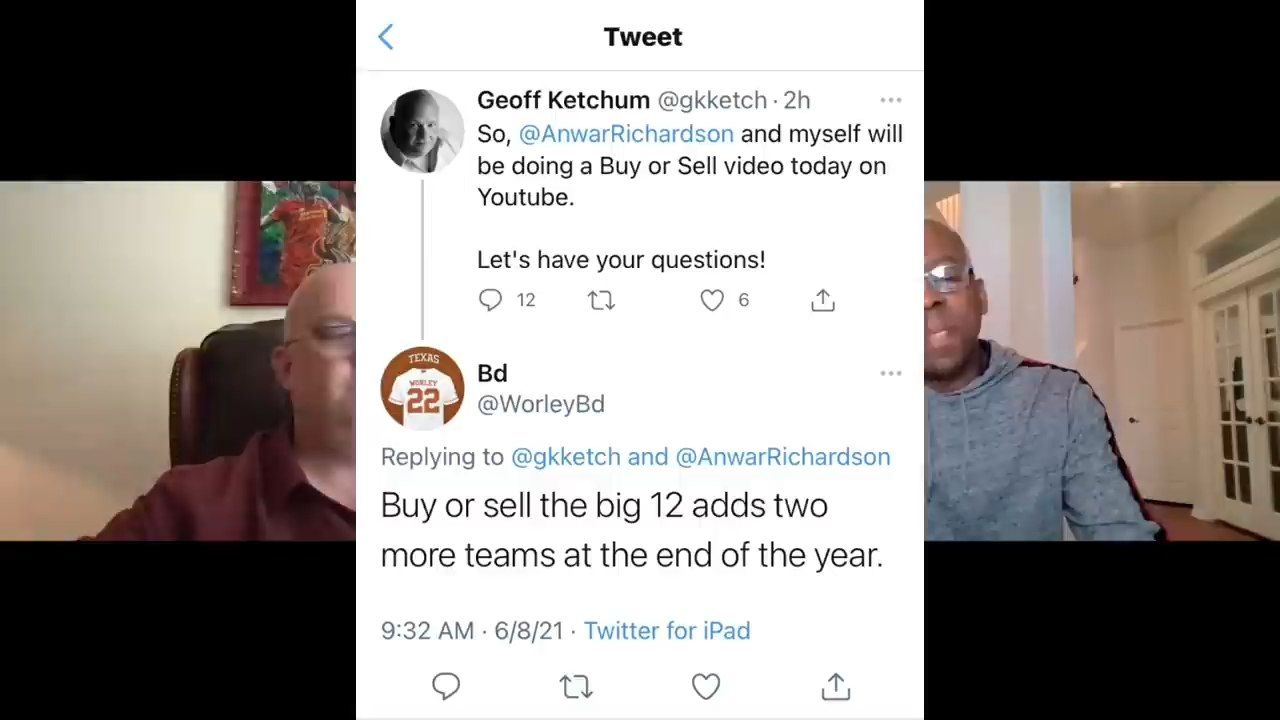 Tweet
Geoff Ketchum @gkketch · 2h
So, @AnwarRichardson and myself will
be doing a Buy or Sell video today on
Youtube.
Let's have your questions!
12
6
TEXAS
WORLEY
22
Bd
@WorleyBd
Replying to @gkketch and @AnwarRichardson
Buy or sell the big 12 adds two
more teams at the end of the year.
9:32 AM · 6/8/21 · Twitter for iPad